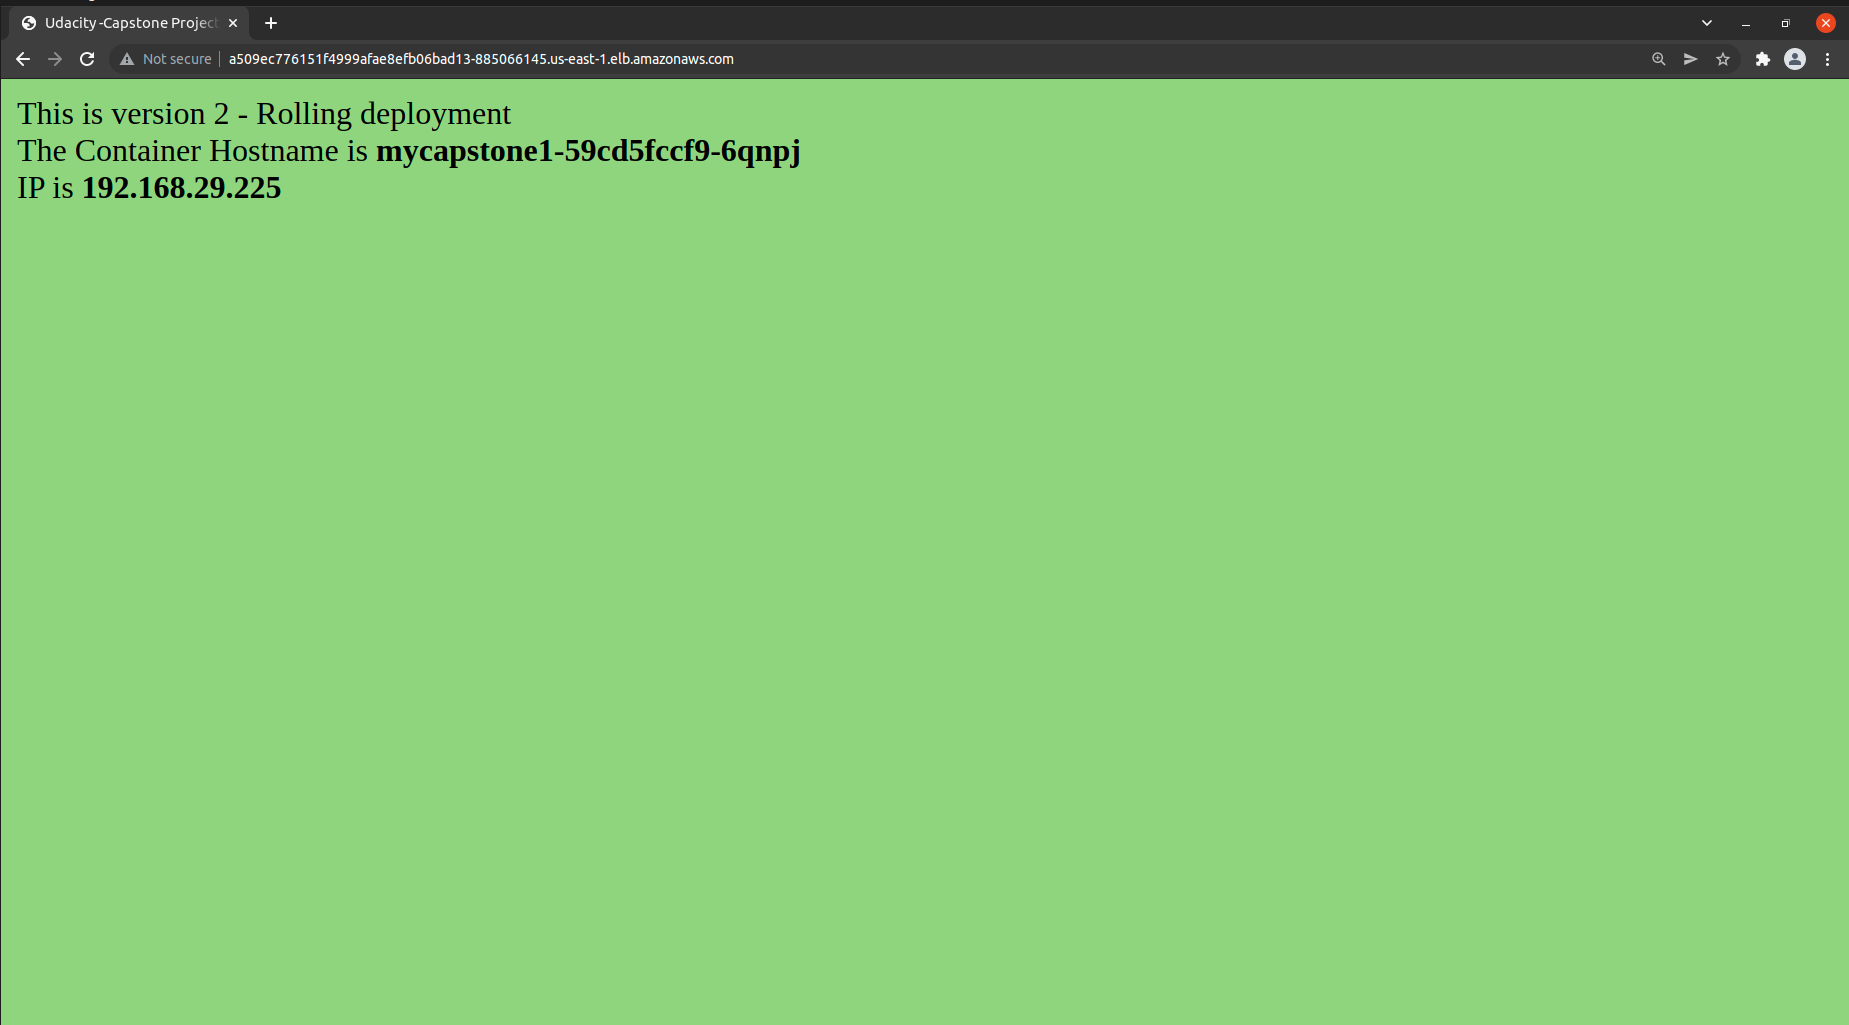 Udacity -Capstone Project
Not secure
a509ec776151f4999afae8efb06bad13-885066145.us-east-1.elb.amazonaws.com
This is version 2 - Rolling deployment
The Container Hostname is mycapstone1-59cd5fccf9-6qnpj
IP is 192.168.29.225